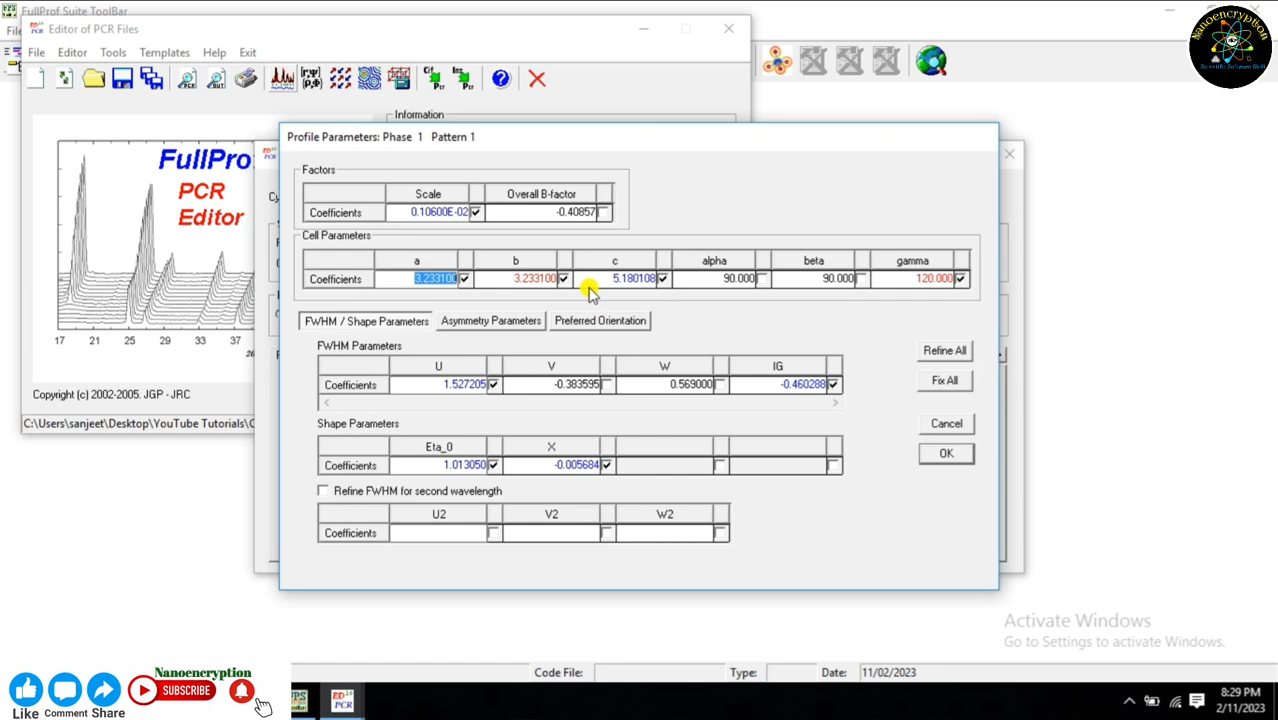 FullProf Suite ToolBar
Editor of PCR Files
File Editor Tools Templates Help Exit
Information
FullProf
PCR
Editor
17 21 25 29 33 37
Copyright (c) 2002-2005. JGP - JRC
C:\Users\sanjeet\Desktop\YouTube Tutorials\
Profile Parameters: Phase 1 Pattern 1
Factors
Scale Overall B-factor
Coefficients 0.10600E-02 -0.40857
Cell Parameters
a b c alpha beta gamma
Coefficients 3.233100 3.233100 5.180108 90.000 90.000 120.000
FWHM / Shape Parameters Asymmetry Parameters Preferred Orientation
FWHM Parameters
U V W IG
Coefficients 1.527205 -0.383595 0.569000 -0.460288
Refine All
Fix All
Cancel
OK
Shape Parameters
Eta_0 X
Coefficients 1.013050 -0.005684
Refine FWHM for second wavelength
U2 V2 W2
Coefficients
Activate Windows
Go to Settings to activate Windows.
Code File: Type: Date: 11/02/2023
Nanoencryption
SUBSCRIBE
Like Comment Share
8:29 PM
2/11/2023
Nanoencryption